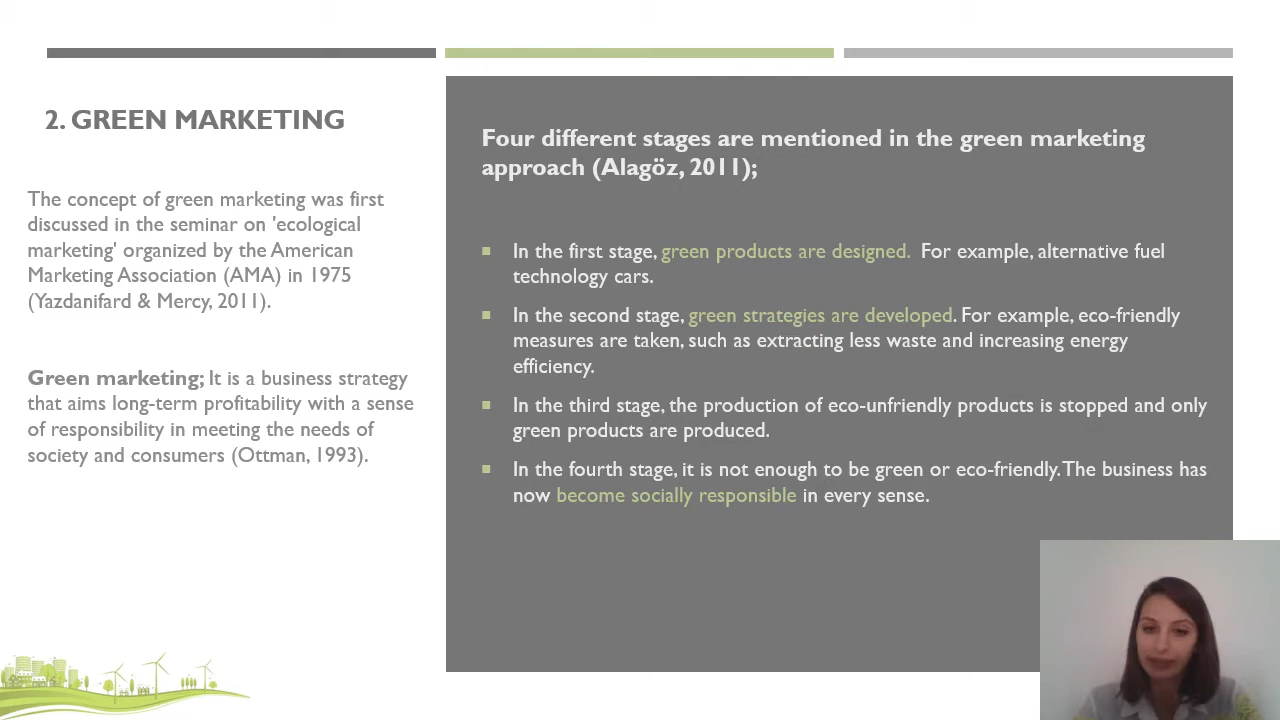 2. GREEN MARKETING
The concept of green marketing was first
discussed in the seminar on 'ecological
marketing' organized by the American
Marketing Association (AMA) in 1975
(Yazdanifard & Mercy, 2011).
Green marketing; It is a business strategy
that aims long-term profitability with a sense
of responsibility in meeting the needs of
society and consumers (Ottman, 1993).
Four different stages are mentioned in the green marketing
approach (Alagöz, 2011);
In the first stage, green products are designed. For example, alternative fuel
technology cars.
In the second stage, green strategies are developed. For example, eco-friendly
measures are taken, such as extracting less waste and increasing energy
efficiency.
In the third stage, the production of eco-unfriendly products is stopped and only
green products are produced.
In the fourth stage, it is not enough to be green or eco-friendly. The business has
now become socially responsible in every sense.